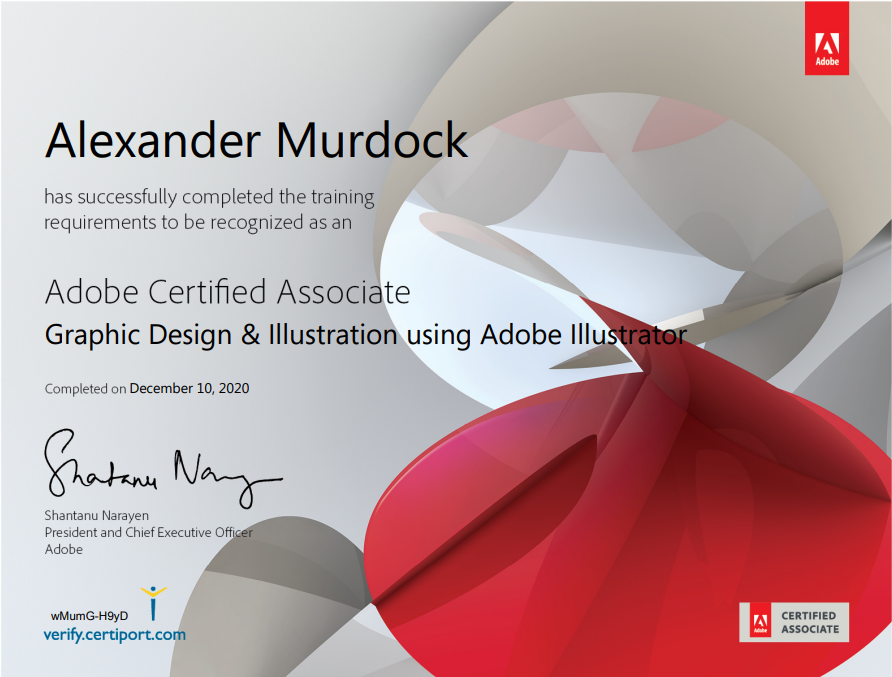 Adobe
Alexander Murdock
has successfully completed the training
requirements to be recognized as an
Adobe Certified Associate
Graphic Design & Illustration using Adobe Illustrator
Completed on December 10, 2020
Shantanu Narayen
Shantanu Narayen
President and Chief Executive Officer
Adobe
wMumG-H9yD
verify.certiport.com
Adobe
CERTIFIED
ASSOCIATE